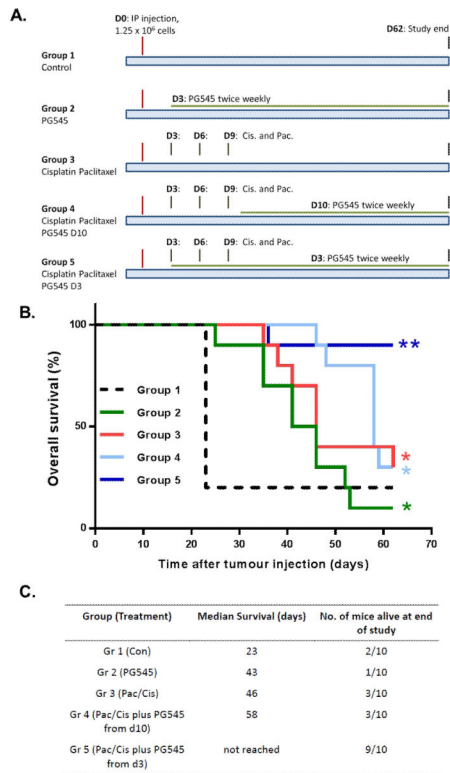 A.
D0: IP injection,
1.25 x 10⁶ cells
D62: Study end
Group 1
Control
Group 2
PG545
D3: PG545 twice weekly
Group 3
Cisplatin Paclitaxel
D3: D6: D9: Cis. and Pac.
Group 4
Cisplatin Paclitaxel
PG545 D10
D3: D6: D9: Cis. and Pac.
D10: PG545 twice weekly
Group 5
Cisplatin Paclitaxel
PG545 D3
D3: D6: D9: Cis. and Pac.
D3: PG545 twice weekly
B.
Overall survival (%)
100
50
0
Group 1
Group 2
Group 3
Group 4
Group 5
**
*
*
*
0 10 20 30 40 50 60 70
Time after tumour injection (days)
C.
Group (Treatment) Median Survival (days) No. of mice alive at end
of study
Gr 1 (Con) 23 2/10
Gr 2 (PG545) 43 1/10
Gr 3 (Pac/Cis) 46 3/10
Gr 4 (Pac/Cis plus PG545 58 3/10
from d10)
Gr 5 (Pac/Cis plus PG545 not reached 9/10
from d3)